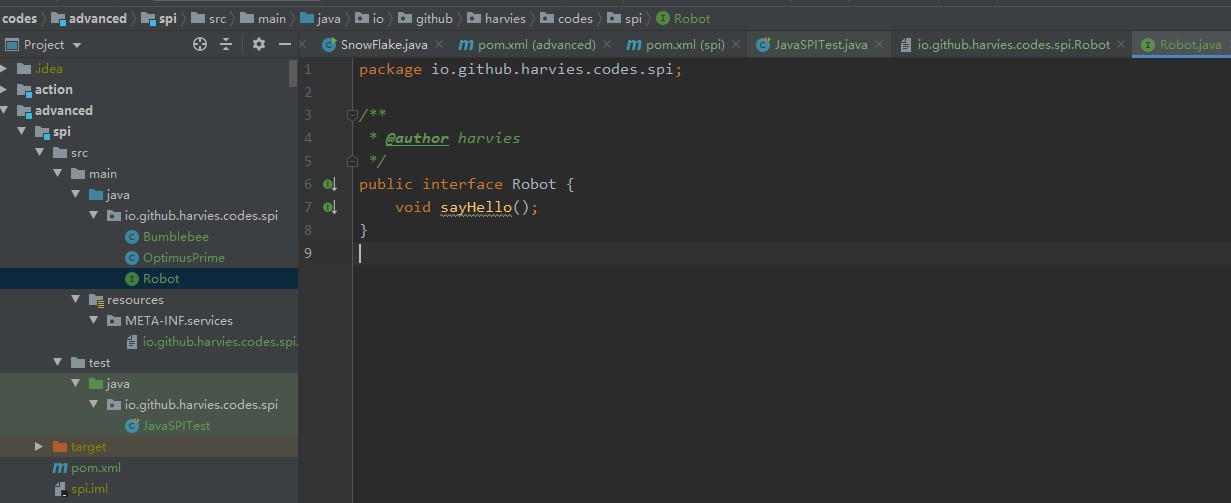 codes advanced spi src main java io github harvies codes spi Robot
Project SnowFlake.java pom.xml (advanced) pom.xml (spi) JavaSPITest.java io.github.harvies.codes.spi.Robot Robot.java
.idea
action
advanced
spi
src
main
java
io.github.harvies.codes.spi
Bumblebee
OptimusPrime
Robot
resources
META-INF.services
io.github.harvies.codes.spi.
test
java
io.github.harvies.codes.spi
JavaSPITest
target
pom.xml
spi.iml
1 package io.github.harvies.codes.spi;
2
3 /**
4 * @author harvies
5 */
6 public interface Robot {
7 void sayHello();
8 }
9